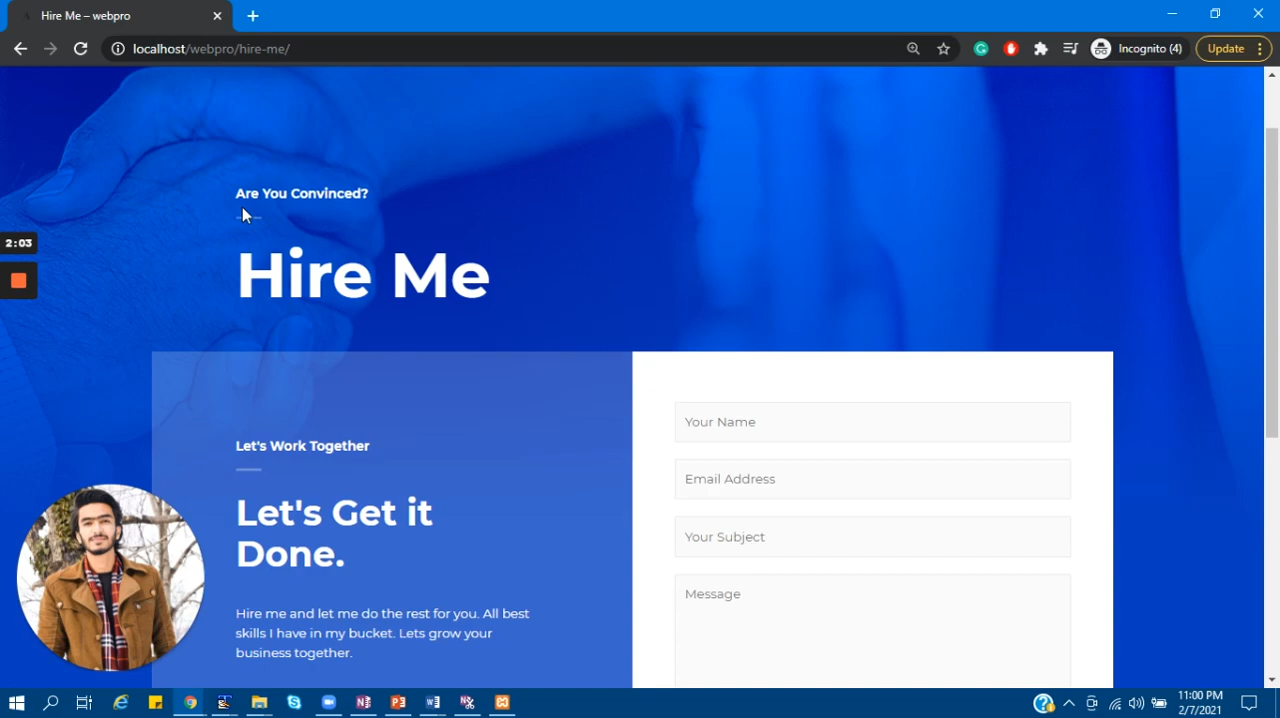 Hire Me – webpro
localhost/webpro/hire-me/
Incognito (4)
Update
Are You Convinced?
Hire Me
2:03
Let's Work Together
Let's Get it
Done.
Hire me and let me do the rest for you. All best
skills I have in my bucket. Lets grow your
business together.
Your Name
Email Address
Your Subject
Message
11:00 PM
2/7/2021